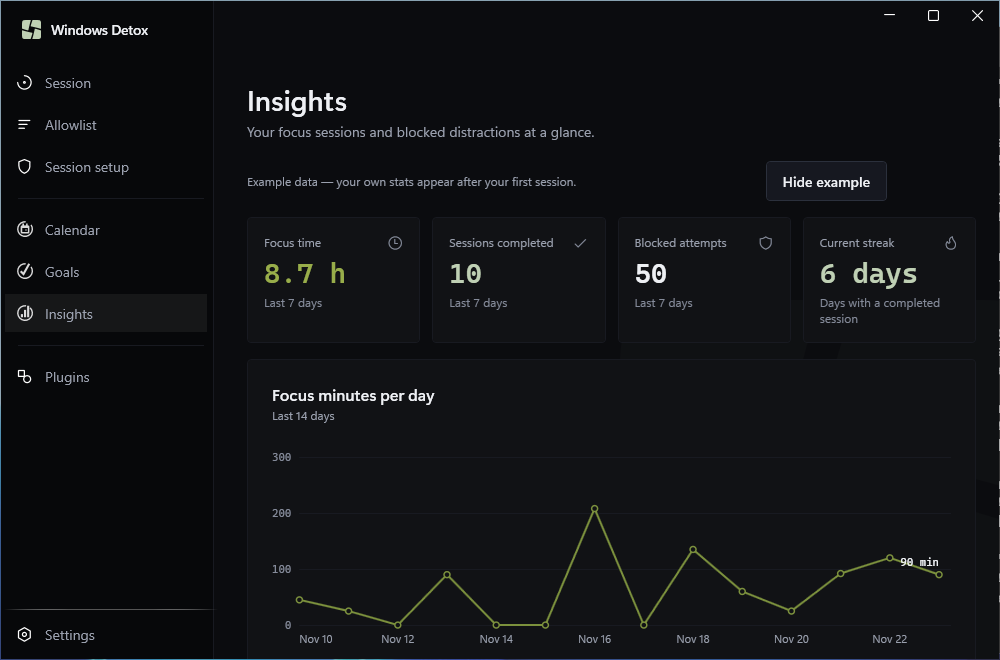 Windows Detox
Session
Allowlist
Session setup
Calendar
Goals
Insights
Plugins
Settings
Insights
Your focus sessions and blocked distractions at a glance.
Example data — your own stats appear after your first session.
Hide example
Focus time
8.7 h
Last 7 days
Sessions completed
10
Last 7 days
Blocked attempts
50
Last 7 days
Current streak
6 days
Days with a completed
session
Focus minutes per day
Last 14 days
300
200
100
0
90 min
Nov 10
Nov 12
Nov 14
Nov 16
Nov 18
Nov 20
Nov 22